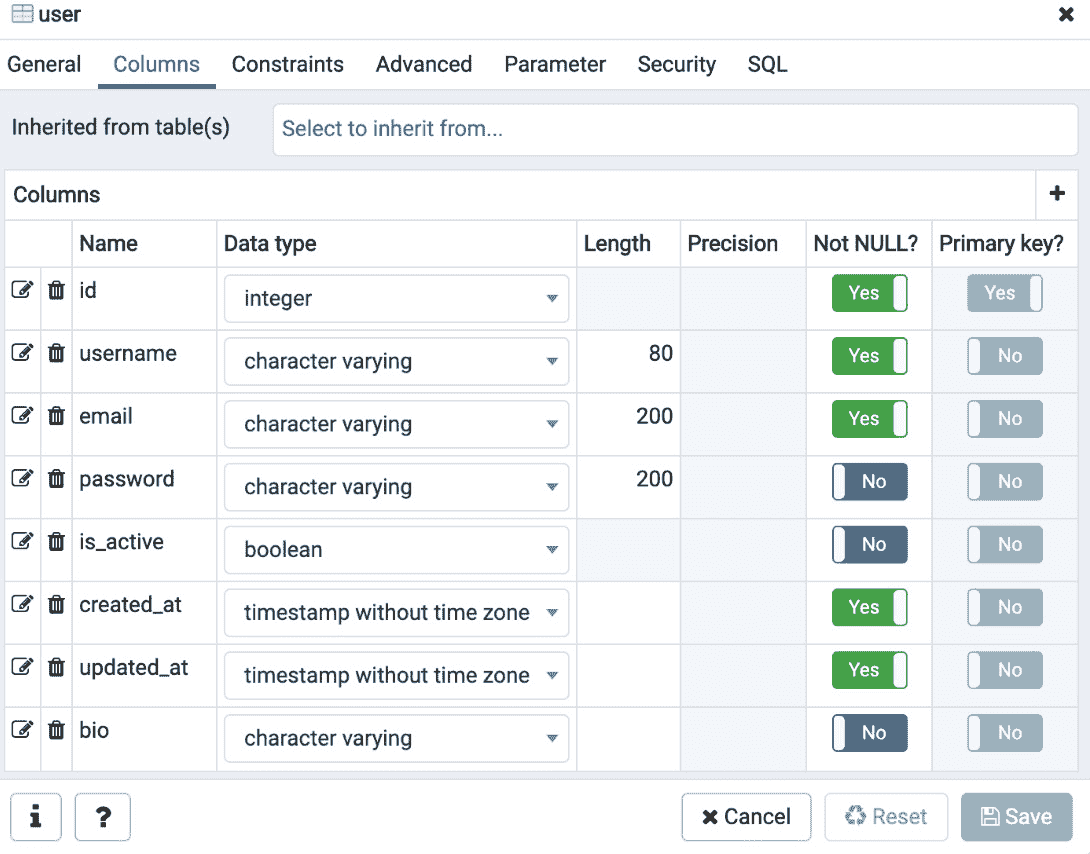 user
General Columns Constraints Advanced Parameter Security SQL
Inherited from table(s) Select to inherit from...
Columns
Name Data type Length Precision Not NULL? Primary key?
id integer Yes Yes
username character varying 80 Yes No
email character varying 200 Yes No
password character varying 200 No No
is_active boolean No No
created_at timestamp without time zone Yes No
updated_at timestamp without time zone Yes No
bio character varying No No
i ? Cancel Reset Save